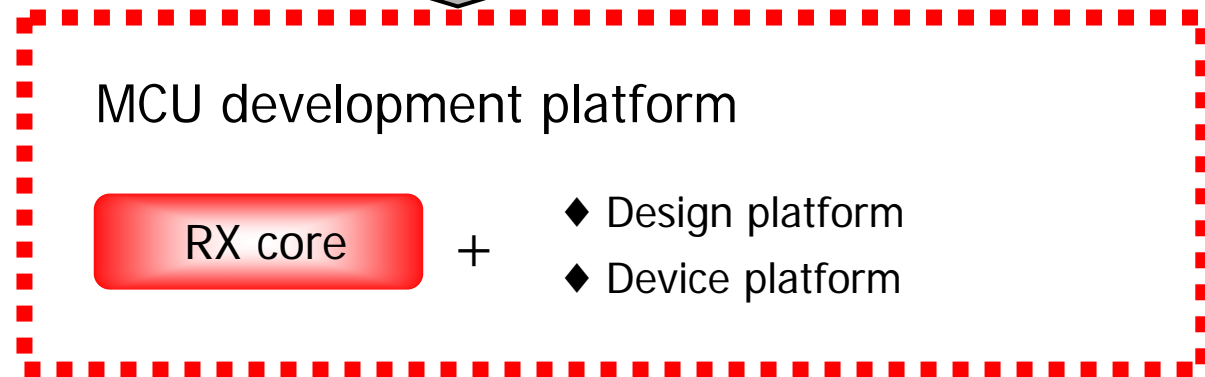 MCU development platform
RX core + ♦ Design platform
♦ Device platform